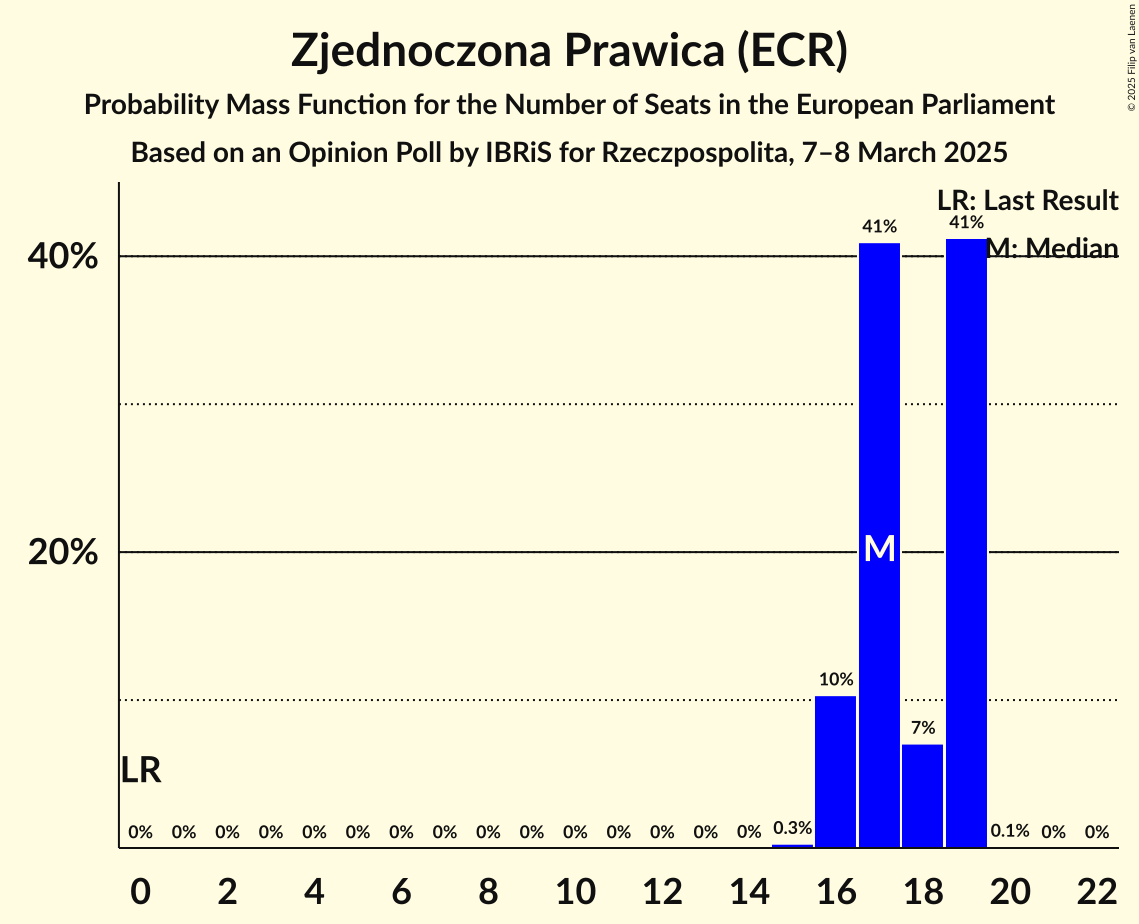 Zjednoczona Prawica (ECR)
Probability Mass Function for the Number of Seats in the European Parliament
Based on an Opinion Poll by IBRiS for Rzeczpospolita, 7–8 March 2025
© 2025 Filip van Laenen
LR: Last Result
M: Median
41%
41%
40%
20%
M
10%
7%
LR
0% 0% 0% 0% 0% 0% 0% 0% 0% 0% 0% 0% 0% 0% 0% 0.3% 0.1% 0% 0%
0 2 4 6 8 10 12 14 16 18 20 22